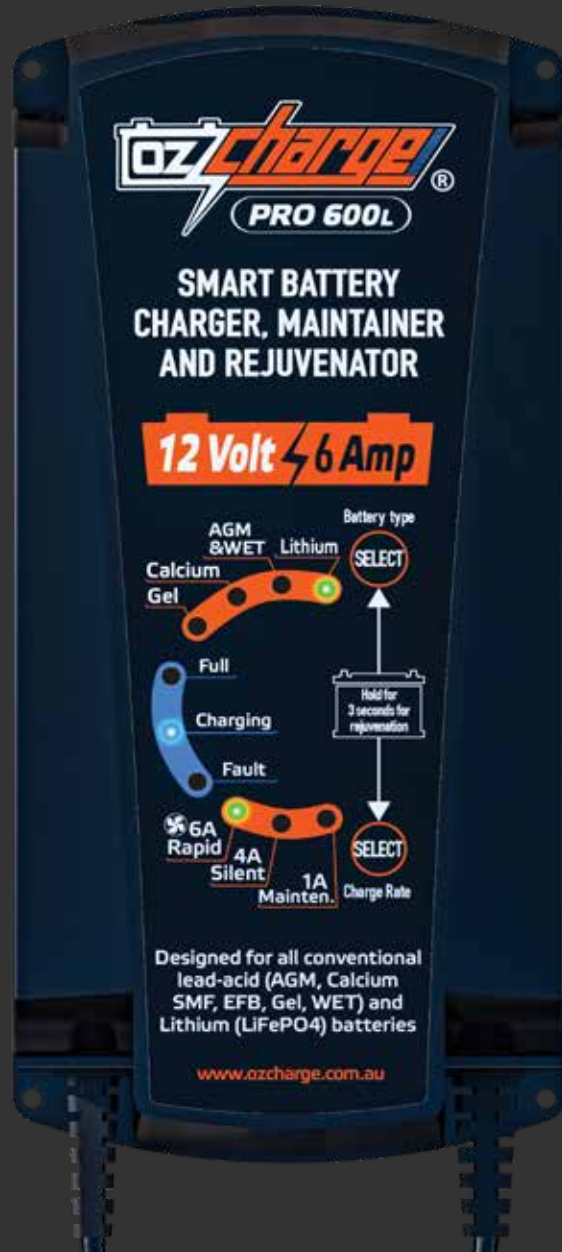 OZ charge ®
PRO 600L
SMART BATTERY
CHARGER, MAINTAINER
AND REJUVENATOR
12 Volt 6 Amp
Battery type
SELECT
AGM
&WET
Lithium
Calcium
Gel
Full
Hold for
3 seconds for
rejuvenation
Charging
Fault
6A
Rapid
4A
Silent
1A
Mainten.
SELECT
Charge Rate
Designed for all conventional
lead-acid (AGM, Calcium
SMF, EFB, Gel, WET) and
Lithium (LiFePO4) batteries
www.ozcharge.com.au